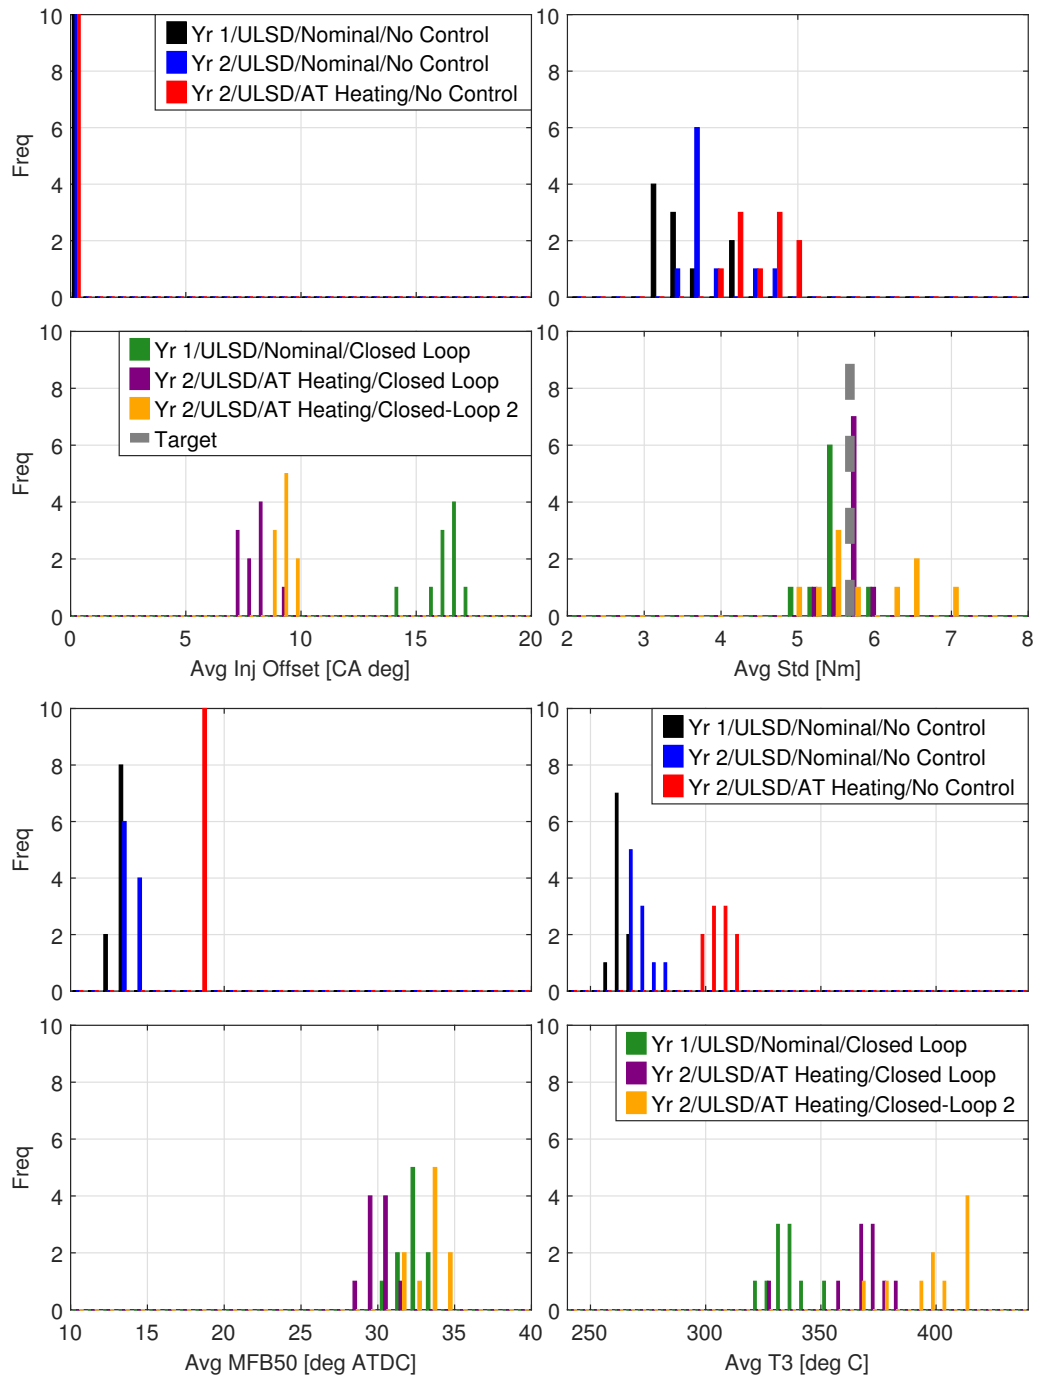 10
8
6
4
2
0
Freq
Yr 1/ULSD/Nominal/No Control
Yr 2/ULSD/Nominal/No Control
Yr 2/ULSD/AT Heating/No Control
10
8
6
4
2
0
10
8
6
4
2
0
Freq
Yr 1/ULSD/Nominal/Closed Loop
Yr 2/ULSD/AT Heating/Closed Loop
Yr 2/ULSD/AT Heating/Closed-Loop 2
Target
0 5 10 15 20
Avg Inj Offset [CA deg]
10
8
6
4
2
0
2 3 4 5 6 7 8
Avg Std [Nm]
10
8
6
4
2
0
Freq
10 20 30 40
10
8
6
4
2
0
Yr 1/ULSD/Nominal/No Control
Yr 2/ULSD/Nominal/No Control
Yr 2/ULSD/AT Heating/No Control
250 300 350 400
10
8
6
4
2
0
Freq
10 15 20 25 30 35 40
Avg MFB50 [deg ATDC]
10
8
6
4
2
0
Yr 1/ULSD/Nominal/Closed Loop
Yr 2/ULSD/AT Heating/Closed Loop
Yr 2/ULSD/AT Heating/Closed-Loop 2
250 300 350 400
Avg T3 [deg C]